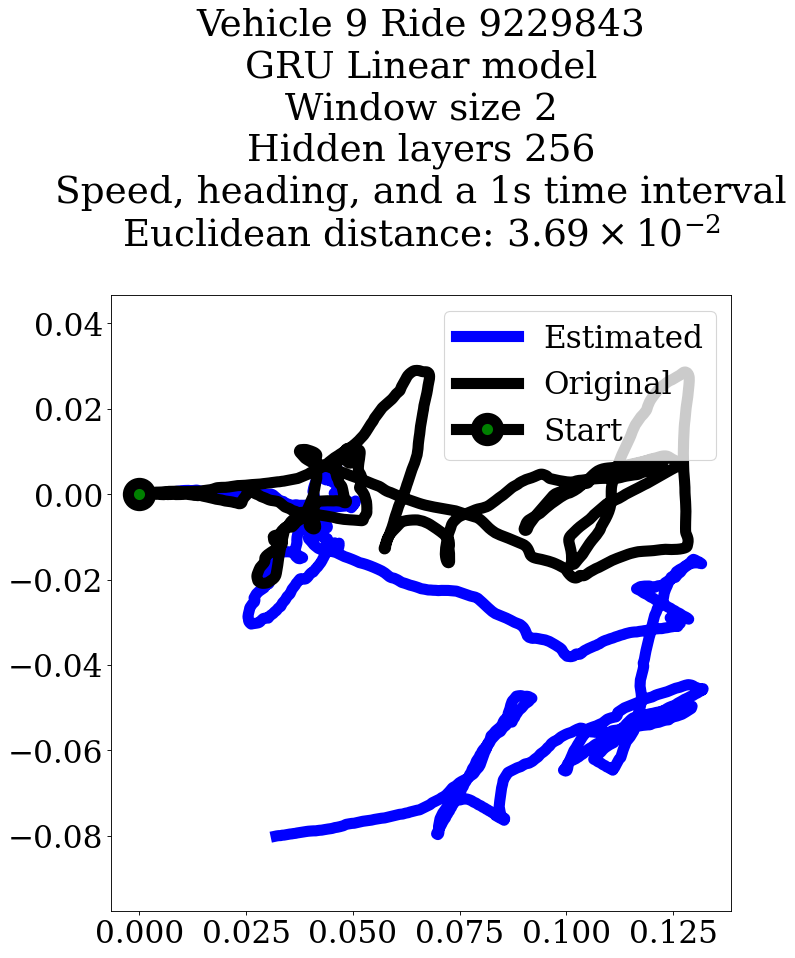 Vehicle 9 Ride 9229843
GRU Linear model
Window size 2
Hidden layers 256
Speed, heading, and a 1s time interval
Euclidean distance: 3.69 × 10⁻²
Estimated
Original
Start
0.04
0.02
0.00
−0.02
−0.04
−0.06
−0.08
0.000 0.025 0.050 0.075 0.100 0.125